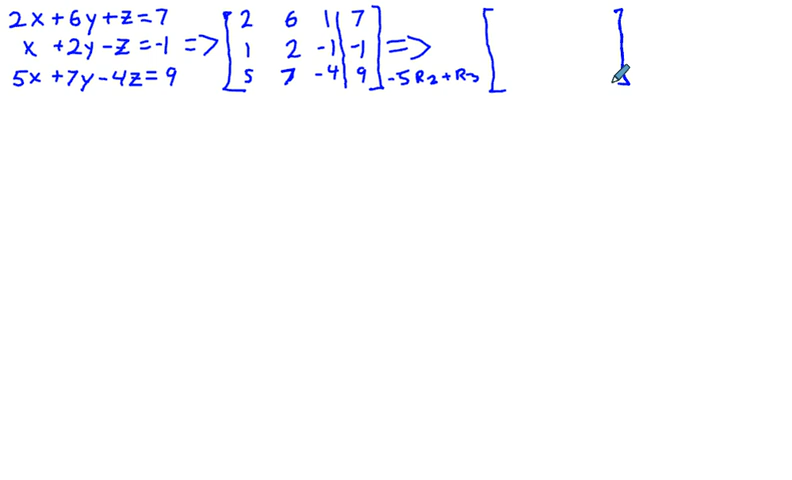 2x + 6y + z = 7 => [ 2 6 1 | 7 ]
x + 2y - z = -1 [ 1 2 -1 | -1 ] => [ ]
5x + 7y - 4z = 9 [ 5 7 -4 | 9 ] -5R2 + R3